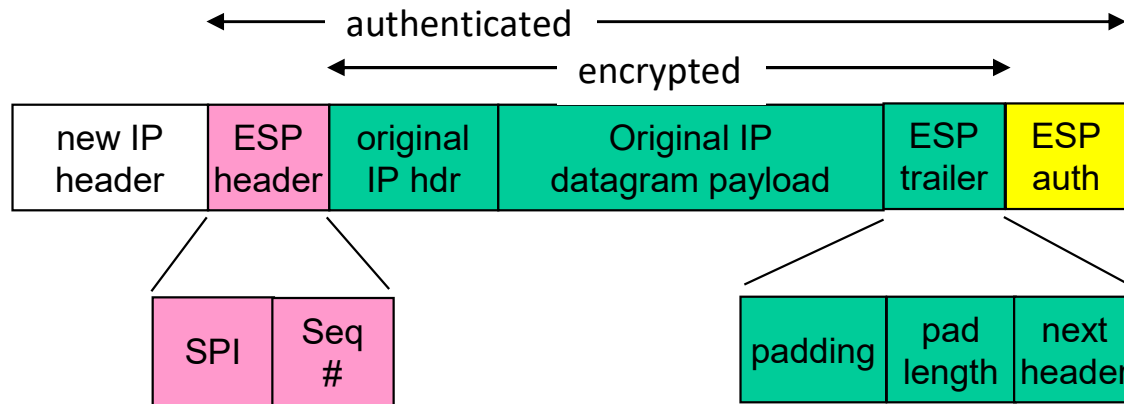 authenticated
encrypted
new IP
header
ESP
header
original
IP hdr
Original IP
datagram payload
ESP
trailer
ESP
auth
SPI
Seq
#
padding
pad
length
next
header